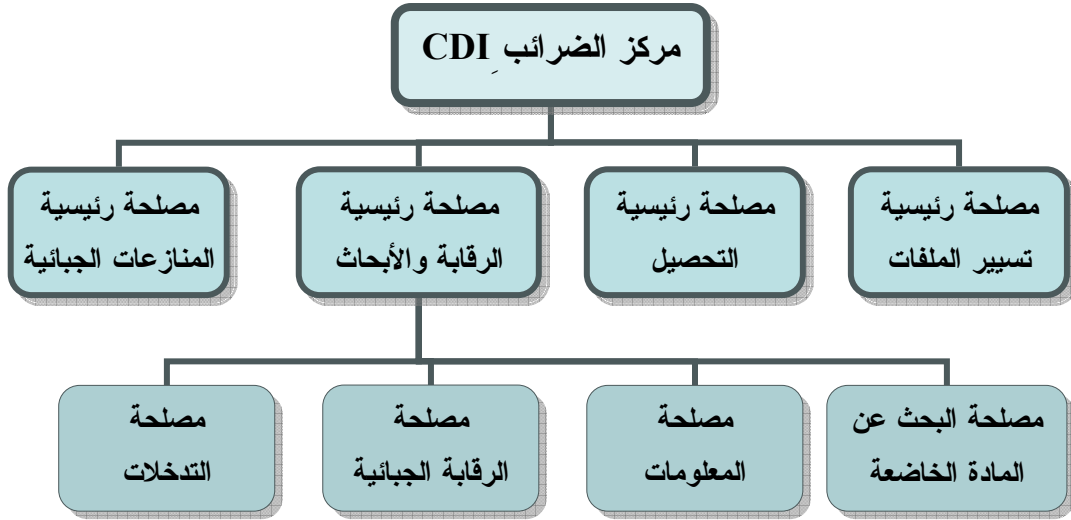 مركز الضرائب CDI
مصلحة رئيسية
تسيير الملفات
مصلحة رئيسية
التحصيل
مصلحة رئيسية
الرقابة والأبحاث
مصلحة رئيسية
المنازعات الجبائية
مصلحة البحث عن
المادة الخاضعة
مصلحة
المعلومات
مصلحة
الرقابة الجبائية
مصلحة
التدخلات